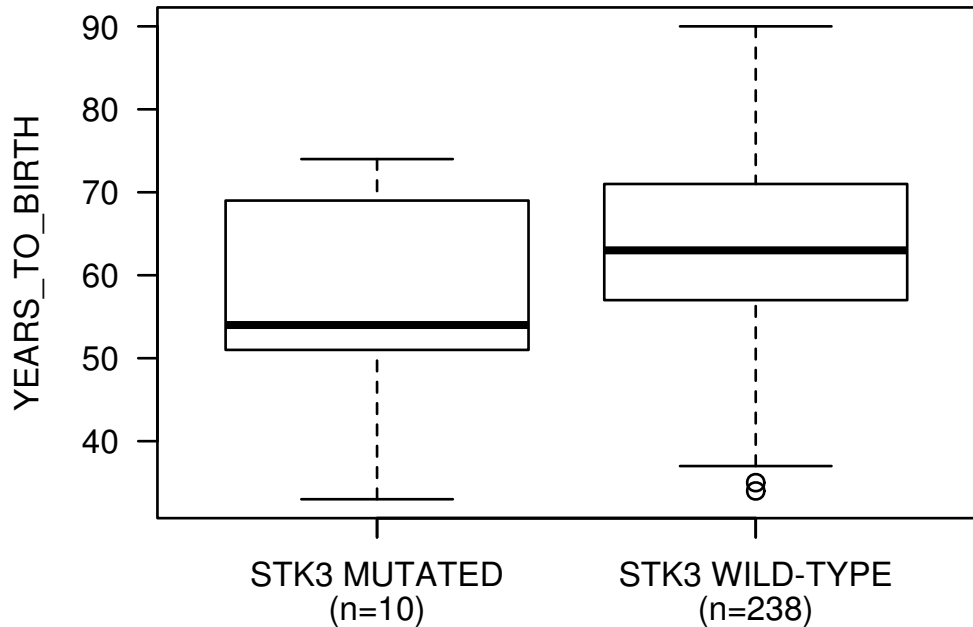 YEARS_TO_BIRTH
90
80
70
60
50
40
STK3 MUTATED
(n=10)
STK3 WILD-TYPE
(n=238)